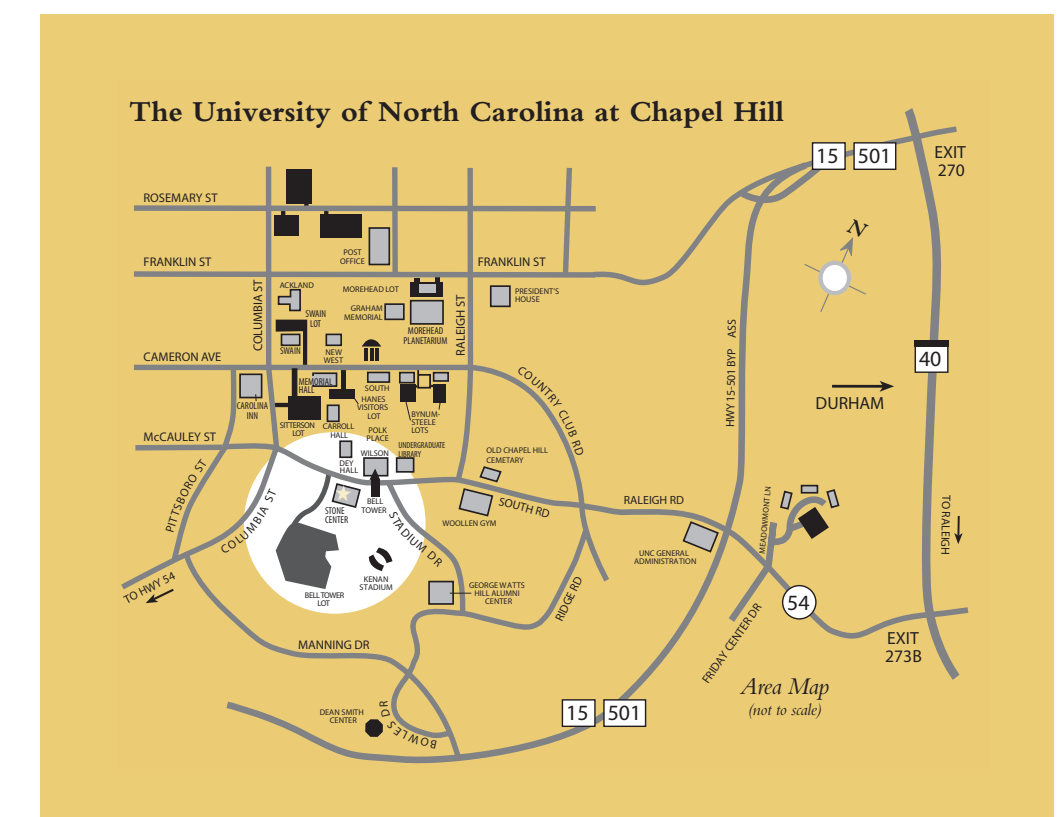 The University of North Carolina at Chapel Hill
15 501
EXIT
270
ROSEMARY ST
N
POST
OFFICE
FRANKLIN ST
FRANKLIN ST
ACKLAND
MOREHEAD LOT
PRESIDENT'S
HOUSE
COLUMBIA ST
SWAIN
LOT
GRAHAM
MEMORIAL
RALEIGH ST
MOREHEAD
PLANETARIUM
SWAIN
NEW
WEST
HWY 15-501 BYP ASS
40
CAMERON AVE
COUNTRY CLUB RD
MEMORIAL
HALL
SOUTH
DURHAM
CAROLINA
INN
HANES
VISITORS
LOT
BYNUM-
STEELE
LOTS
SITTERSON
LOT
CARROLL
HALL
POLK
PLACE
McCAULEY ST
UNDERGRADUATE
LIBRARY
DEY
HALL
WILSON
OLD CHAPEL HILL
CEMETARY
PITTSBORO ST
COLUMBIA ST
STONE
CENTER
BELL
TOWER
STADIUM DR
WOOLLEN GYM
SOUTH RD
RALEIGH RD
MEADOWMONT LN
TO RALEIGH
UNC GENERAL
ADMINISTRATION
TO HWY 54
BELL TOWER
LOT
KENAN
STADIUM
GEORGE WATTS
HILL ALUMNI
CENTER
RIDGE RD
54
FRIDAY CENTER DR
EXIT
273B
MANNING DR
Area Map
(not to scale)
DEAN SMITH
CENTER
BOWLES DR
15 501